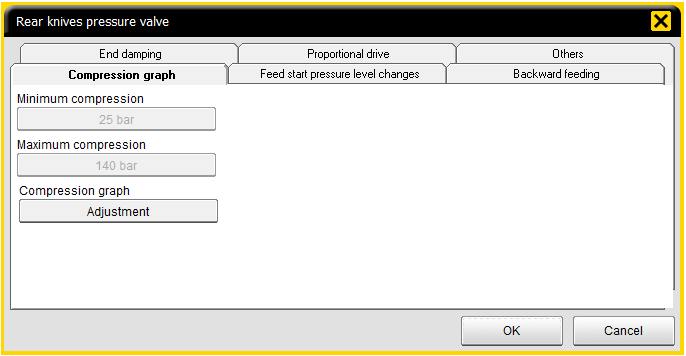 Rear knives pressure valve
End damping Proportional drive Others
Compression graph Feed start pressure level changes Backward feeding
Minimum compression
25 bar
Maximum compression
140 bar
Compression graph
Adjustment
OK Cancel